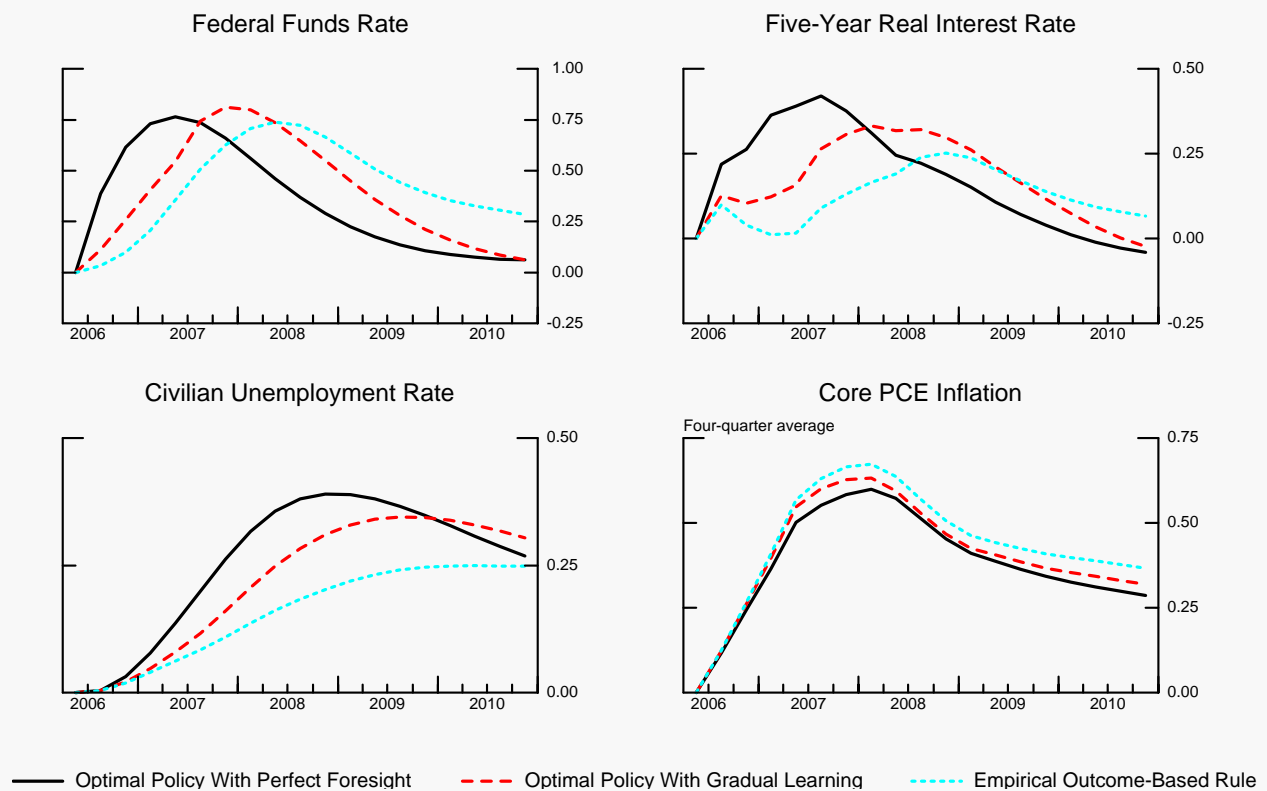 Federal Funds Rate
1.00
0.75
0.50
0.25
0.00
-0.25
2006 2007 2008 2009 2010
Five-Year Real Interest Rate
0.50
0.25
0.00
-0.25
2006 2007 2008 2009 2010
Civilian Unemployment Rate
0.50
0.25
0.00
2006 2007 2008 2009 2010
Core PCE Inflation
Four-quarter average
0.75
0.50
0.25
0.00
2006 2007 2008 2009 2010
Optimal Policy With Perfect Foresight Optimal Policy With Gradual Learning Empirical Outcome-Based Rule